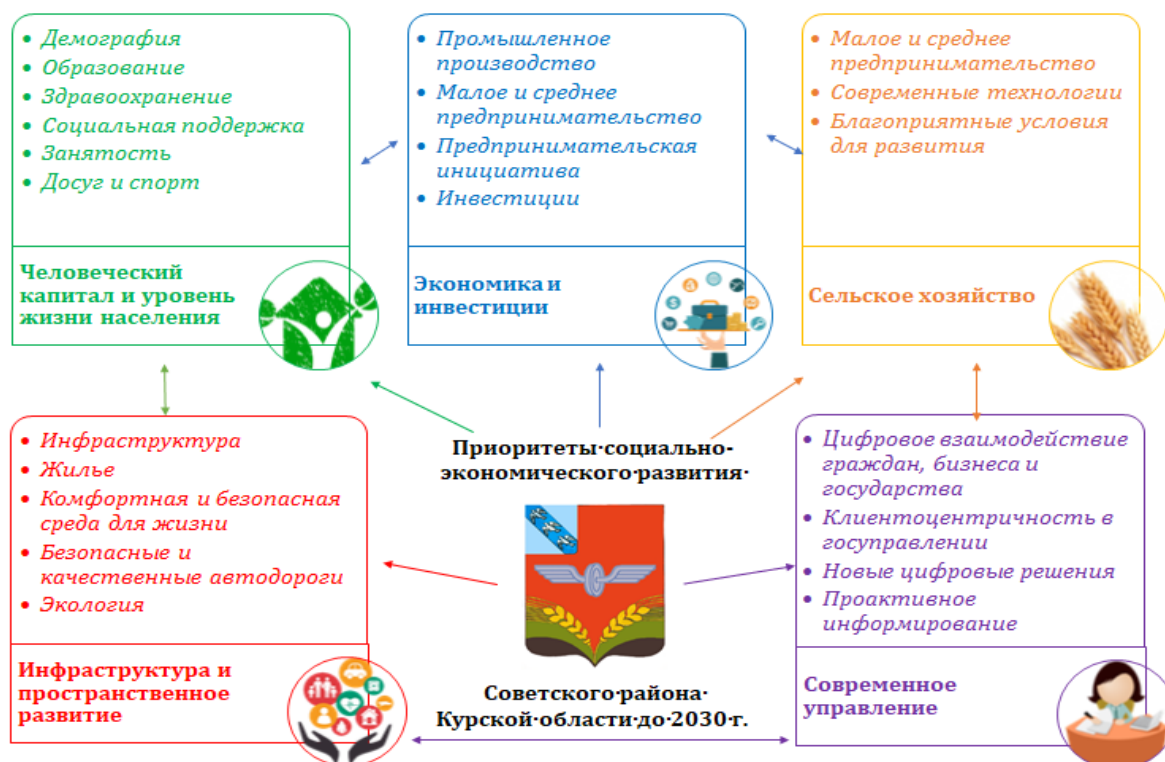 • Демография
• Образование
• Здравоохранение
• Социальная поддержка
• Занятость
• Досуг и спорт
Человеческий
капитал и уровень
жизни населения
• Промышленное
производство
• Малое и среднее
предпринимательство
• Предпринимательская
инициатива
• Инвестиции
Экономика и
инвестиции
• Малое и среднее
предпринимательство
• Современные технологии
• Благоприятные условия
для развития
Сельское хозяйство
Приоритеты·социально-
экономического·развития·
Советского·района·
Курской·области·до·2030·г.
• Инфраструктура
• Жилье
• Комфортная и безопасная
среда для жизни
• Безопасные и
качественные автодороги
• Экология
Инфраструктура и
пространственное
развитие
• Цифровое взаимодействие
граждан, бизнеса и
государства
• Клиентоцентричность в
госуправлении
• Новые цифровые решения
• Проактивное
информирование
Современное
управление